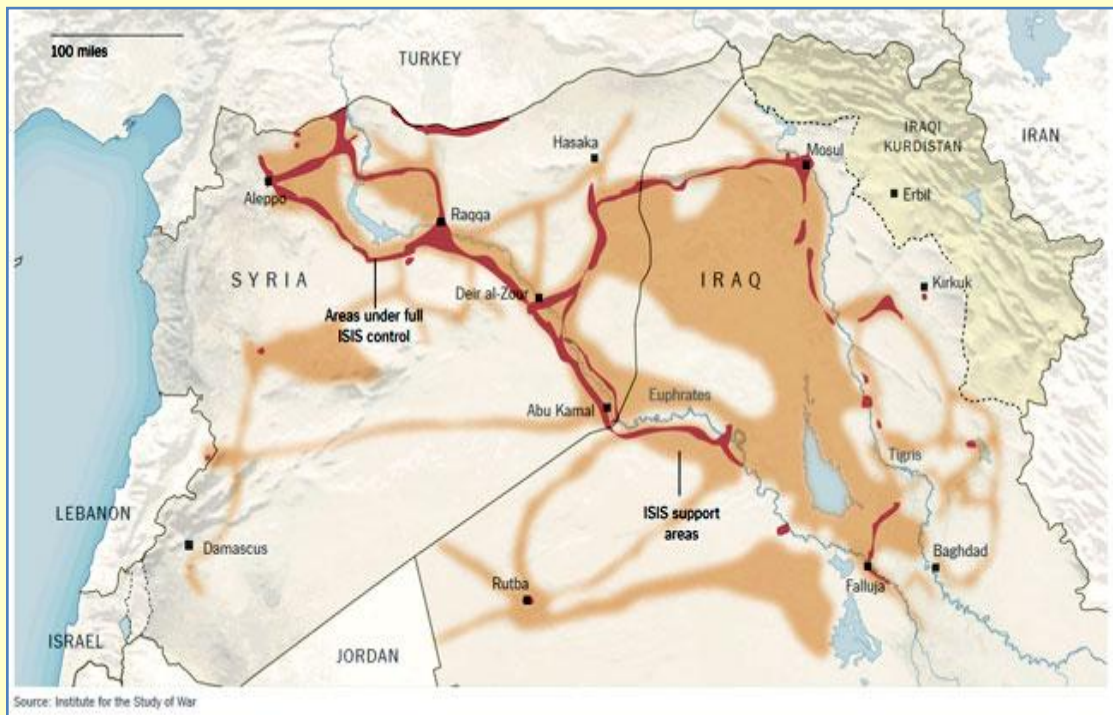 100 miles
TURKEY
IRAQI
KURDISTAN
IRAN
Hasaka
Mosul
Aleppo
Erbil
Raqqa
SYRIA
IRAQ
Kirkuk
Deir al-Zour
Areas under full
ISIS control
Abu Kamal
Euphrates
Tigris
LEBANON
ISIS support
areas
Damascus
Baghdad
Falluja
Rutba
ISRAEL
JORDAN
Source: Institute for the Study of War